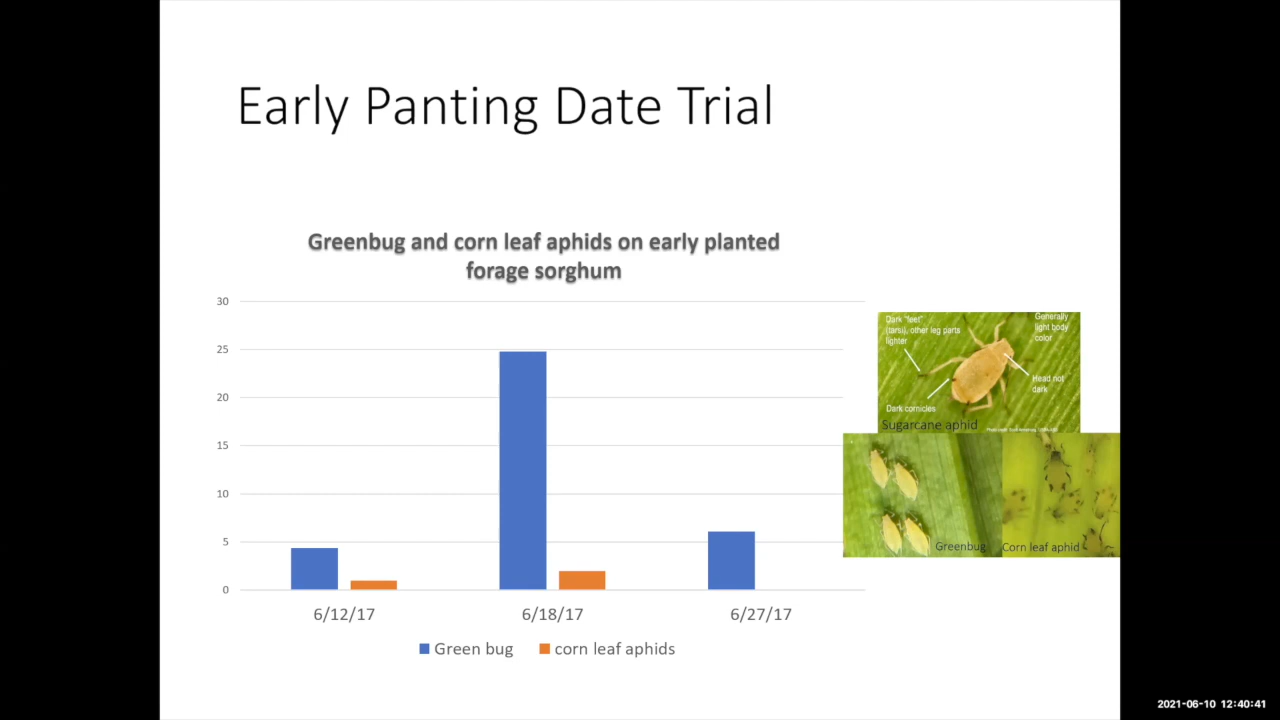 Early Panting Date Trial
Greenbug and corn leaf aphids on early planted
forage sorghum
30
25
20
15
10
5
0
6/12/17 6/18/17 6/27/17
Green bug corn leaf aphids
Dark "feet"
(tarsi), other leg parts
lighter
Generally
light body
color
Head not
dark
Dark cornicles
Sugarcane aphid
Greenbug
Corn leaf aphid
2021-06-10 12:40:41